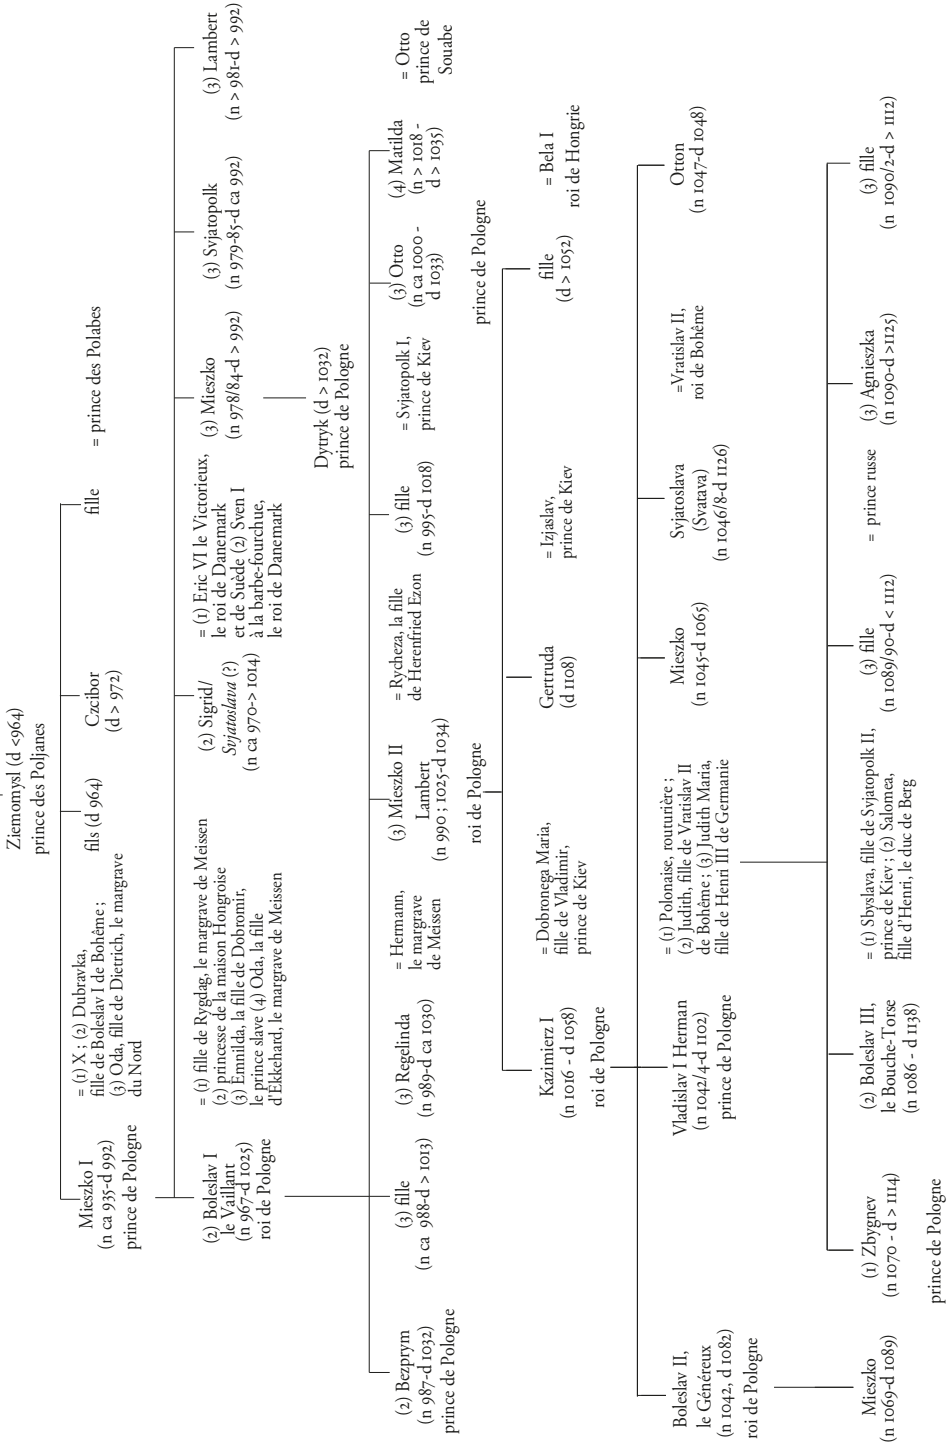 Ziemomysl (d <964)
prince des Poljanes
Mieszko I
(n ca 935-d 992)
prince de Pologne
= (1) X ; (2) Dubravka,
fille de Boleslav I de Bohême ;
(3) Oda, fille de Dietrich, le margrave
du Nord
fils (d 964)
Czcibor
(d > 972)
fille
= prince des Polabes
(2) Boleslav I
le Vaillant
(n 967-d 1025)
roi de Pologne
= (1) fille de Rygdag, le margrave de Meissen
(2) princesse de la maison Hongroise
(3) Emnilda, la fille de Dobromir,
le prince slave (4) Oda, la fille
d'Ekkehard, le margrave de Meissen
(2) Sigrid/
Svjatoslava (?)
(n ca 970-> 1014)
= (1) Eric VI le Victorieux,
le roi de Danemark
et de Suède (2) Sven I
à la barbe-fourchue,
le roi de Danemark
(3) Mieszko
(n 978/84-d > 992)
(3) Svjatopolk
(n 979-85-d ca 992)
(3) Lambert
(n > 981-d > 992)
Dytryk (d > 1032)
prince de Pologne
(2) Bezprym
(n 987-d 1032)
prince de Pologne
(3) fille
(n ca 988-d > 1013)
(3) Regelinda
(n 989-d ca 1030)
= Hermann,
le margrave
de Meissen
(3) Mieszko II
Lambert
(n 990 ; 1025-d 1034)
roi de Pologne
= Rycheza, la fille
de Herenfried Ezon
(3) fille
(n 995-d 1018)
= Svjatopolk I,
prince de Kiev
(3) Otto
(n ca 1000 -
d 1033)
prince de Pologne
(4) Matilda
(n > 1018 -
d > 1035)
= Otto
prince de
Souabe
Kazimierz I
(n 1016 - d 1058)
roi de Pologne
= Dobronega Maria,
fille de Vladimir,
prince de Kiev
Gertruda
(d 1108)
= Izjaslav,
prince de Kiev
fille
(d > 1052)
= Bela I
roi de Hongrie
Boleslav II,
le Généreux
(n 1042, d 1082)
roi de Pologne
Vladislav I Herman
(n 1042/4-d 1102)
prince de Pologne
= (1) Polonaise, routurière ;
(2) Judith, fille de Vratislav II
de Bohême ; (3) Judith Maria,
fille de Henri III de Germanie
Mieszko
(n 1045-d 1065)
Svjatoslava
(Svatava)
(n 1046/8-d 1126)
=Vratislav II,
roi de Bohême
Otton
(n 1047-d 1048)
Mieszko
(n 1069-d 1089)
(1) Zbygnev
(n 1070 - d > 1114)
prince de Pologne
(2) Boleslav III,
le Bouche-Torse
(n 1086 - d 1138)
= (1) Sbyslava, fille de Svjatopolk II,
prince de Kiev ; (2) Salomea,
fille d'Henri, le duc de Berg
(3) fille
(n 1089/90-d < 1112)
= prince russe
(3) Agnieszka
(n 1090-d >1125)
(3) fille
(n 1090/2-d > 1112)